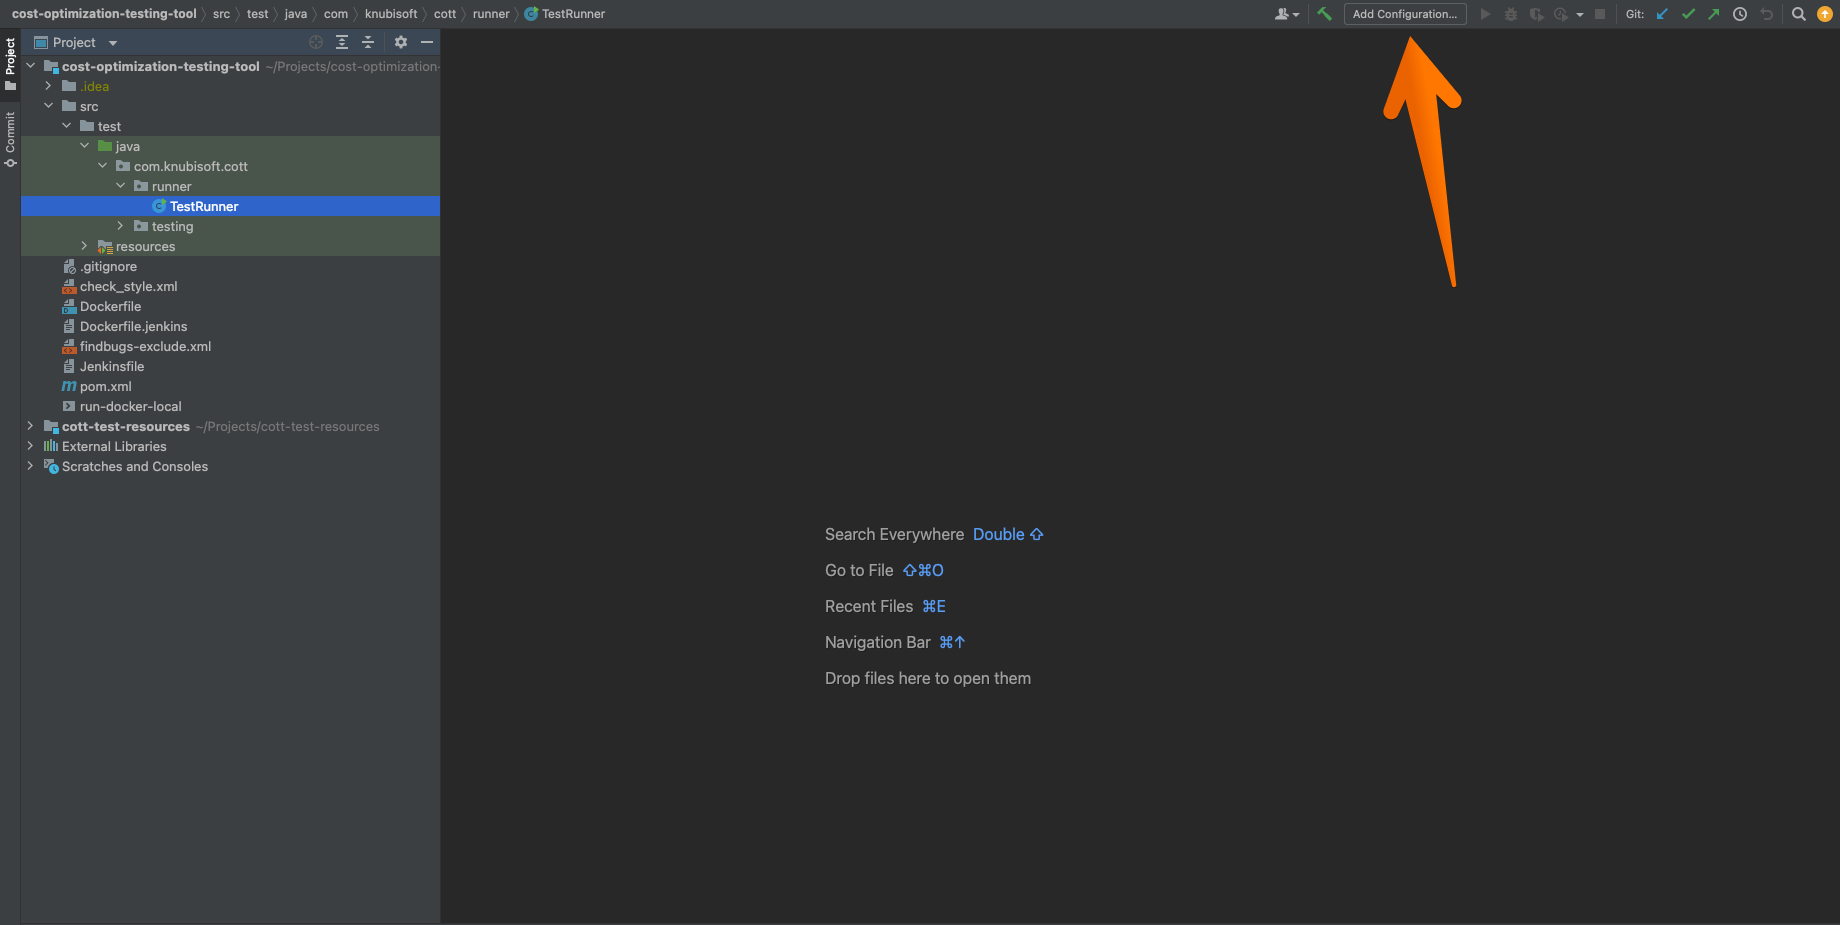 cost-optimization-testing-tool src test java com knubisoft cott runner TestRunner
Add Configuration...
Git:
Project
Project
Commit
cost-optimization-testing-tool ~/Projects/cost-optimization-
.idea
src
test
java
com.knubisoft.cott
runner
TestRunner
testing
resources
.gitignore
check_style.xml
Dockerfile
Dockerfile.jenkins
findbugs-exclude.xml
Jenkinsfile
pom.xml
run-docker-local
cott-test-resources ~/Projects/cott-test-resources
External Libraries
Scratches and Consoles
Search Everywhere Double ⇧
Go to File ⇧⌘O
Recent Files ⌘E
Navigation Bar ⌘↑
Drop files here to open them